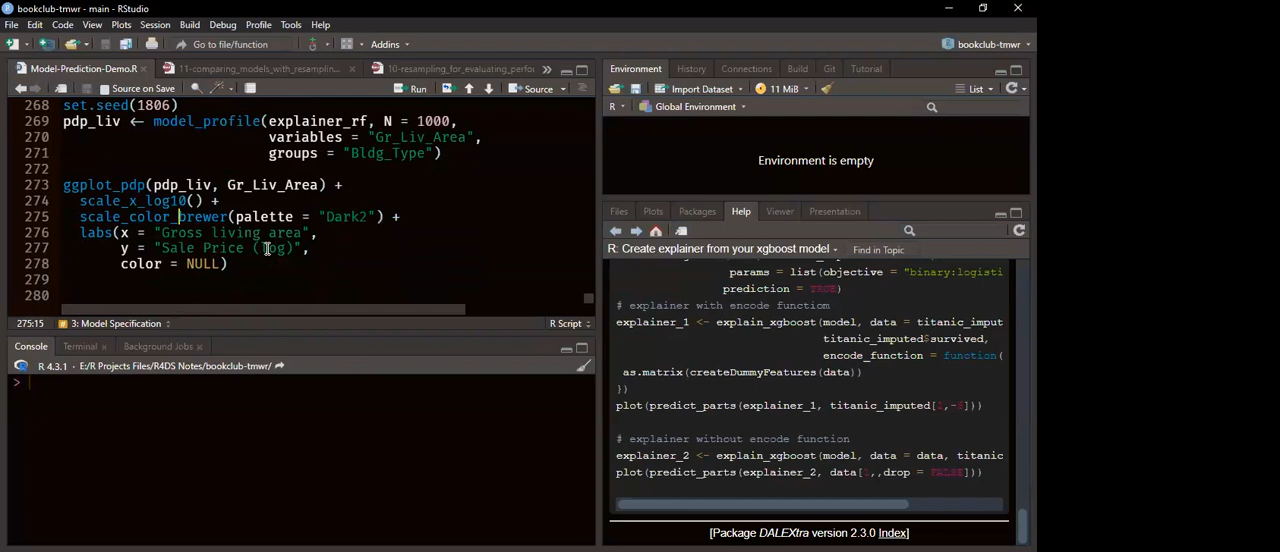 bookclub-tmwr - main - RStudio
File Edit Code View Plots Session Build Debug Profile Tools Help
Go to file/function Addins bookclub-tmwr
Model-Prediction-Demo.R 11-comparing_models_with_resamplin... 10-resampling_for_evaluating_perfo
Source on Save Run Source
268 set.seed(1806)
269 pdp_liv ← model_profile(explainer_rf, N = 1000,
270 variables = "Gr_Liv_Area",
271 groups = "Bldg_Type")
272
273 ggplot_pdp(pdp_liv, Gr_Liv_Area) +
274 scale_x_log10() +
275 scale_color_brewer(palette = "Dark2") +
276 labs(x = "Gross living area",
277 y = "Sale Price (log)",
278 color = NULL)
279
280
275:15 3: Model Specification R Script
Console Terminal Background Jobs
R 4.3.1 · E:/R Projects Files/R4DS Notes/bookclub-tmwr/
>
Environment History Connections Build Git Tutorial
Import Dataset 11 MiB List
R Global Environment
Environment is empty
Files Plots Packages Help Viewer Presentation
R: Create explainer from your xgboost model Find in Topic
params = list(objective = "binary:logisti
prediction = TRUE)
# explainer with encode functiom
explainer_1 <- explain_xgboost(model, data = titanic_imput
titanic_imputed$survived,
encode_function = function(
as.matrix(createDummyFeatures(data))
})
plot(predict_parts(explainer_1, titanic_imputed[1,-8]))
# explainer without encode function
explainer_2 <- explain_xgboost(model, data = data, titanic
plot(predict_parts(explainer_2, data[1,,drop = FALSE]))
[Package DALEXtra version 2.3.0 Index]